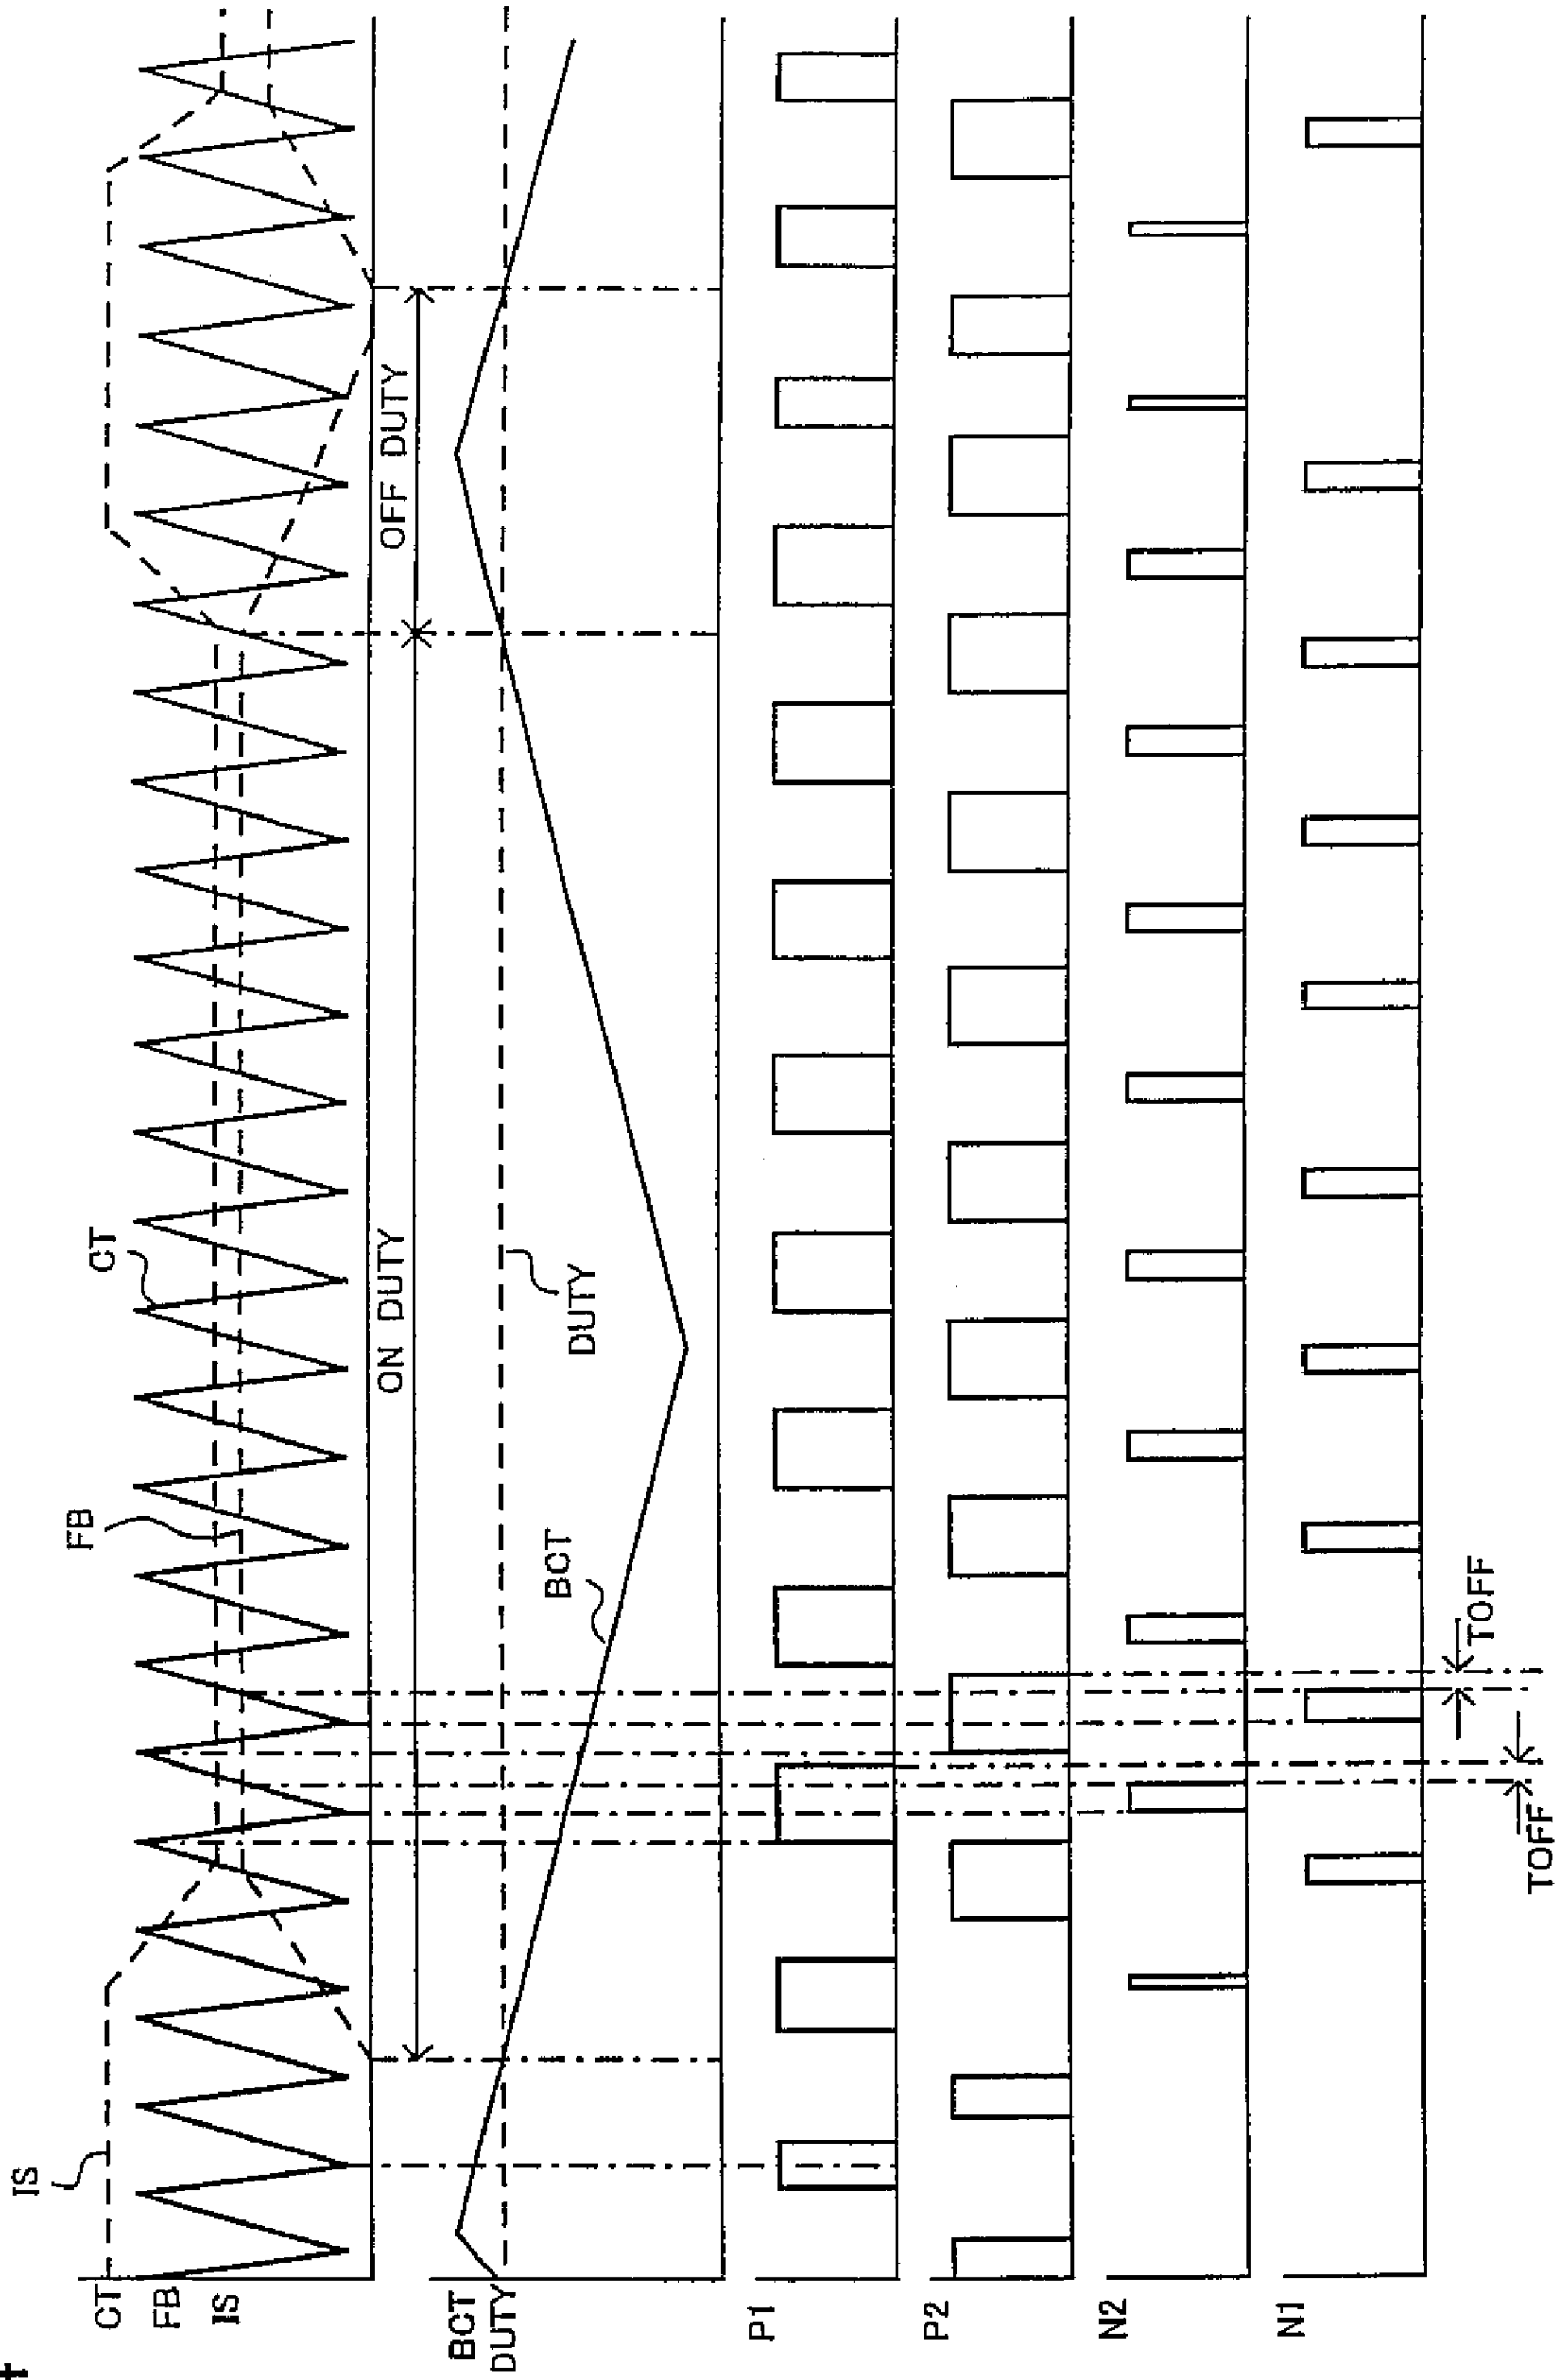 IS
CT
FB
IS
FB
CT
ON DUTY
OFF DUTY
BCT
DUTY
BCT
DUTY
P1
P2
N2
N1
TOFF
TOFF